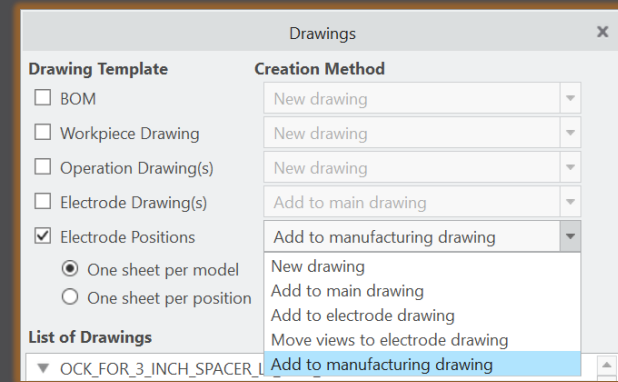 Drawings
Drawing Template Creation Method
BOM New drawing
Workpiece Drawing New drawing
Operation Drawing(s) New drawing
Electrode Drawing(s) Add to main drawing
Electrode Positions Add to manufacturing drawing
One sheet per model New drawing
Add to main drawing
One sheet per position Add to electrode drawing
Move views to electrode drawing
List of Drawings
Add to manufacturing drawing
OCK_FOR_3_INCH_SPACER_